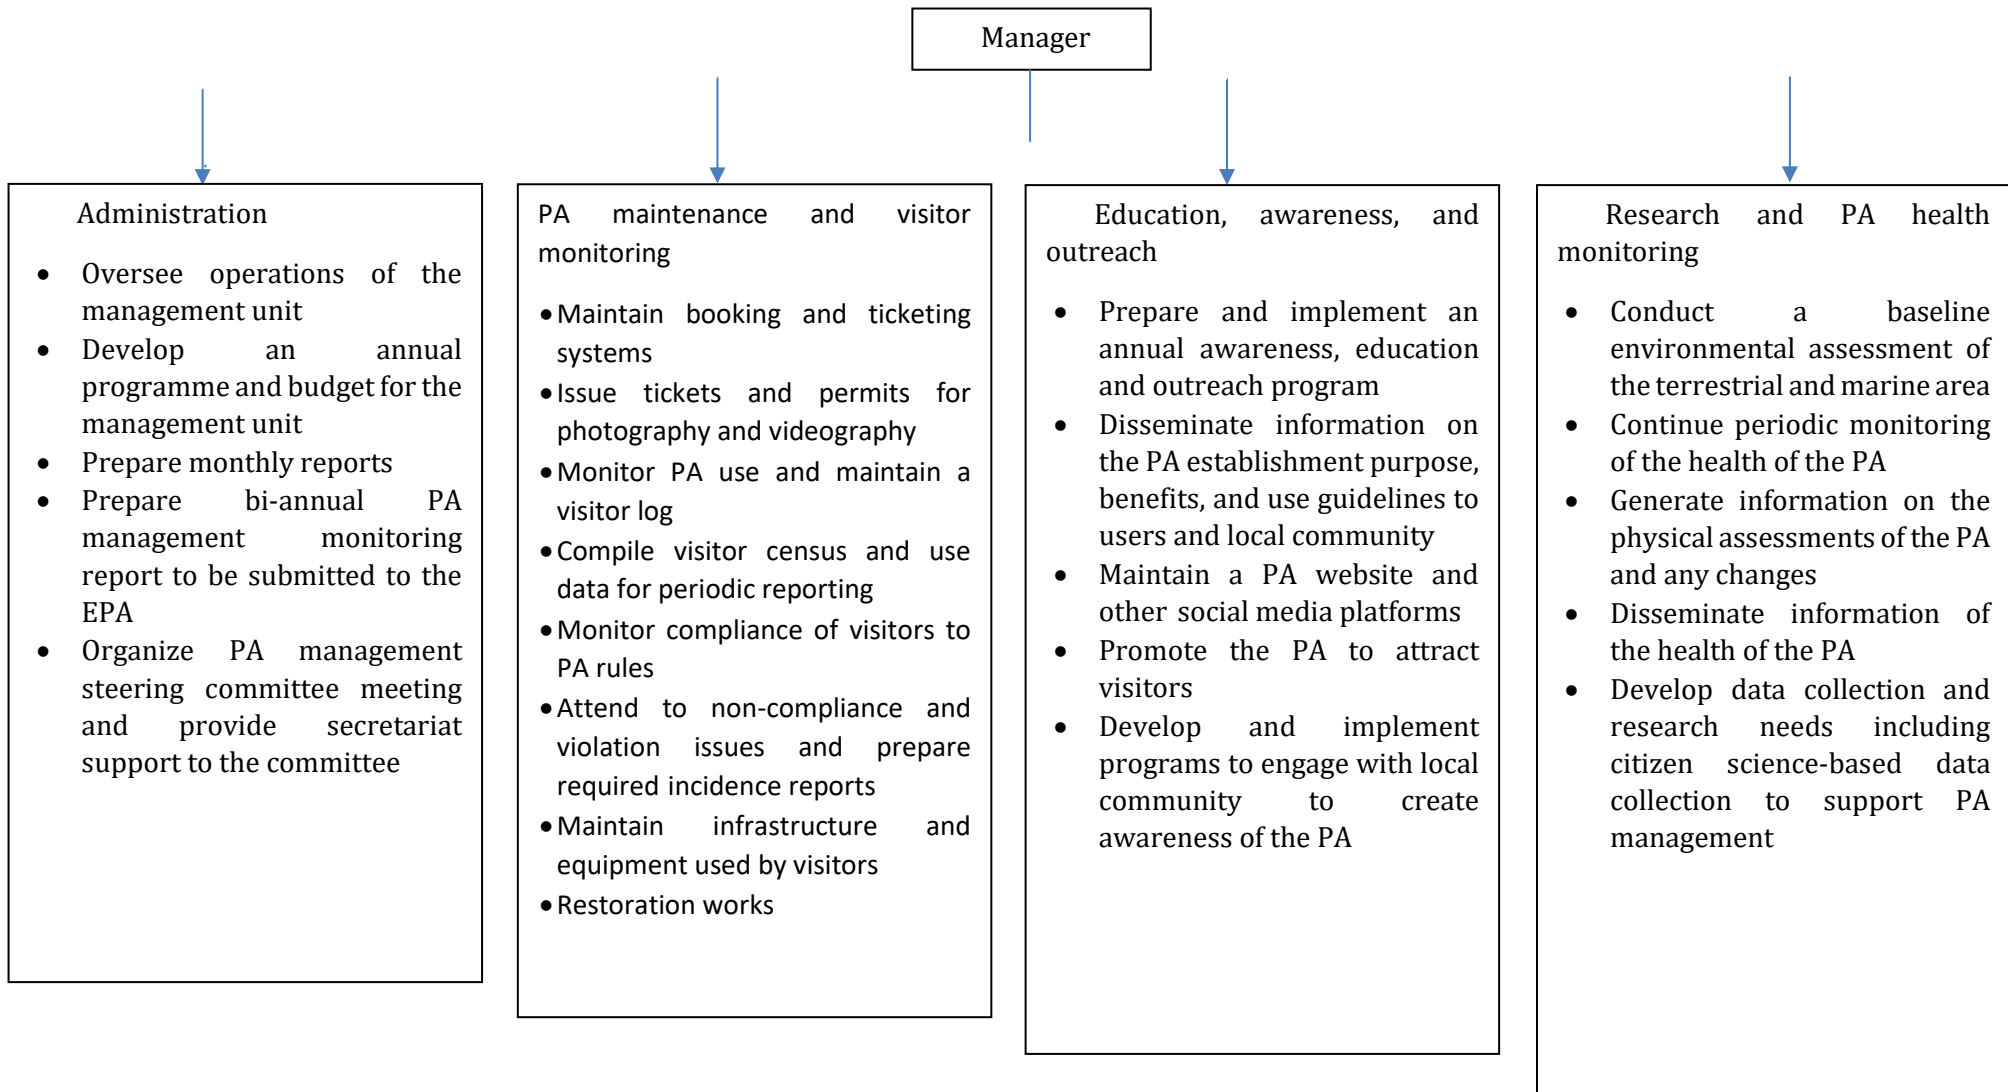 Manager
Administration
• Oversee operations of the
management unit
• Develop an annual
programme and budget for the
management unit
• Prepare monthly reports
• Prepare bi-annual PA
management monitoring
report to be submitted to the
EPA
• Organize PA management
steering committee meeting
and provide secretariat
support to the committee
PA maintenance and visitor
monitoring
• Maintain booking and ticketing
systems
• Issue tickets and permits for
photography and videography
• Monitor PA use and maintain a
visitor log
• Compile visitor census and use
data for periodic reporting
• Monitor compliance of visitors to
PA rules
• Attend to non-compliance and
violation issues and prepare
required incidence reports
• Maintain infrastructure and
equipment used by visitors
• Restoration works
Education, awareness, and
outreach
• Prepare and implement an
annual awareness, education
and outreach program
• Disseminate information on
the PA establishment purpose,
benefits, and use guidelines to
users and local community
• Maintain a PA website and
other social media platforms
• Promote the PA to attract
visitors
• Develop and implement
programs to engage with local
community to create
awareness of the PA
Research and PA health
monitoring
• Conduct a baseline
environmental assessment of
the terrestrial and marine area
• Continue periodic monitoring
of the health of the PA
• Generate information on the
physical assessments of the PA
and any changes
• Disseminate information of
the health of the PA
• Develop data collection and
research needs including
citizen science-based data
collection to support PA
management